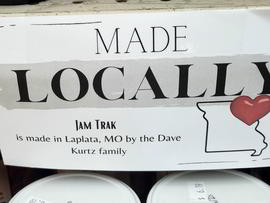 MADE
LOCALLY
JAM TRAK
is made in Laplata, MO by the Dave
Kurtz family